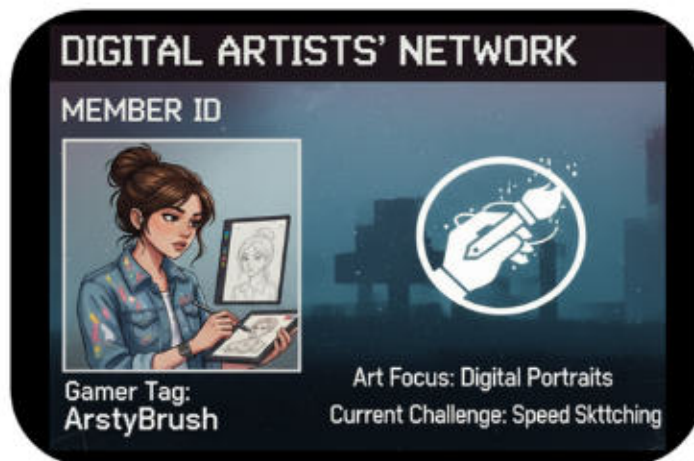 DIGITAL ARTISTS' NETWORK
MEMBER ID
Gamer Tag:
ArstyBrush
Art Focus: Digital Portraits
Current Challenge: Speed Skttching